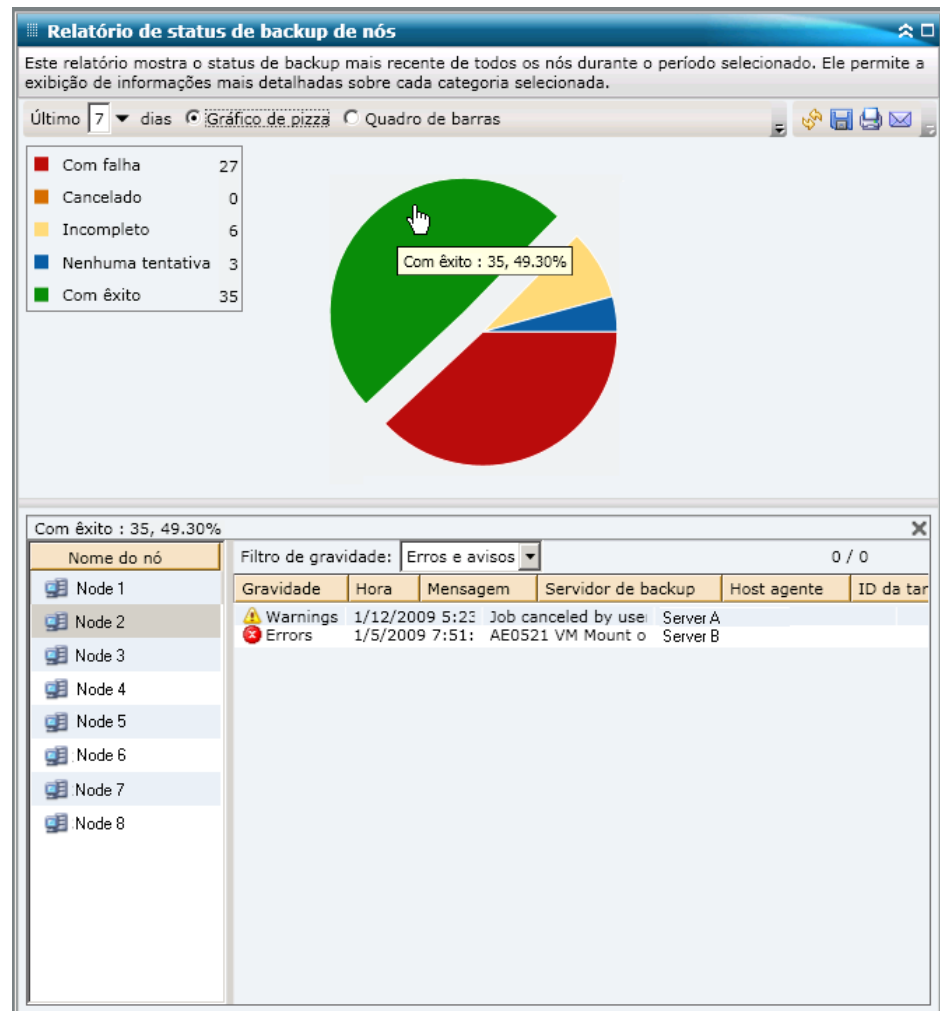 Relatório de status de backup de nós
Este relatório mostra o status de backup mais recente de todos os nós durante o período selecionado. Ele permite a
exibição de informações mais detalhadas sobre cada categoria selecionada.
Último 7 dias Gráfico de pizza Quadro de barras
Com falha 27
Cancelado 0
Incompleto 6
Nenhuma tentativa 3
Com êxito 35
Com êxito : 35, 49.30%
Com êxito : 35, 49.30%
Nome do nó
Node 1
Node 2
Node 3
Node 4
Node 5
Node 6
Node 7
Node 8
Filtro de gravidade: Erros e avisos 0 / 0
Gravidade Hora Mensagem Servidor de backup Host agente ID da tar
Warnings 1/12/2009 5:23 Job canceled by use Server A
Errors 1/5/2009 7:51: AE0521 VM Mount o Server B